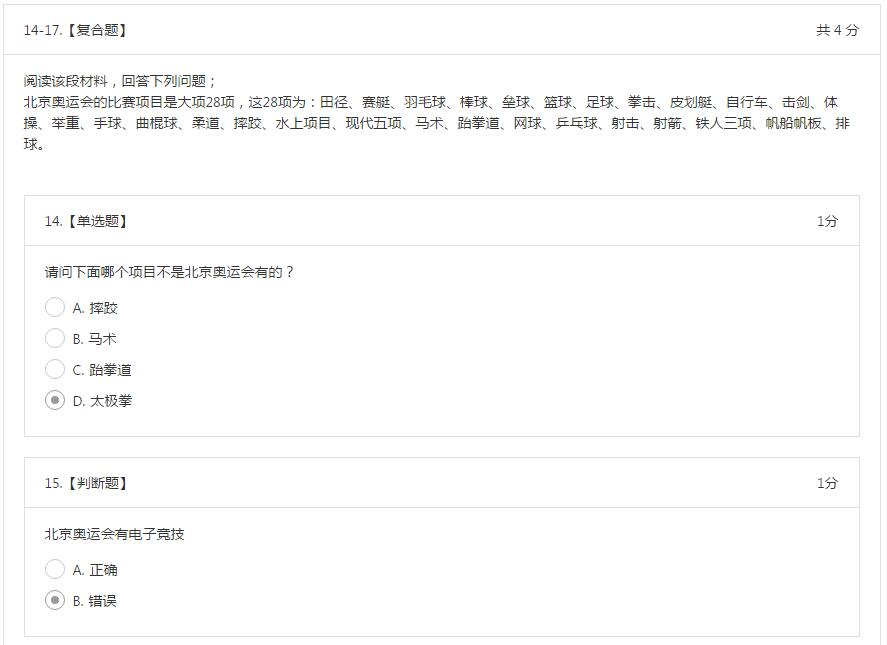 14-17.【复合题】 共 4 分
阅读该段材料，回答下列问题；
北京奥运会的比赛项目是大项28项，这28项为：田径、赛艇、羽毛球、棒球、垒球、篮球、足球、拳击、皮划艇、自行车、击剑、体
操、举重、手球、曲棍球、柔道、摔跤、水上项目、现代五项、马术、跆拳道、网球、乒乓球、射击、射箭、铁人三项、帆船帆板、排
球。
14.【单选题】 1分
请问下面哪个项目不是北京奥运会有的？
A. 摔跤
B. 马术
C. 跆拳道
D. 太极拳
15.【判断题】 1分
北京奥运会有电子竞技
A. 正确
B. 错误